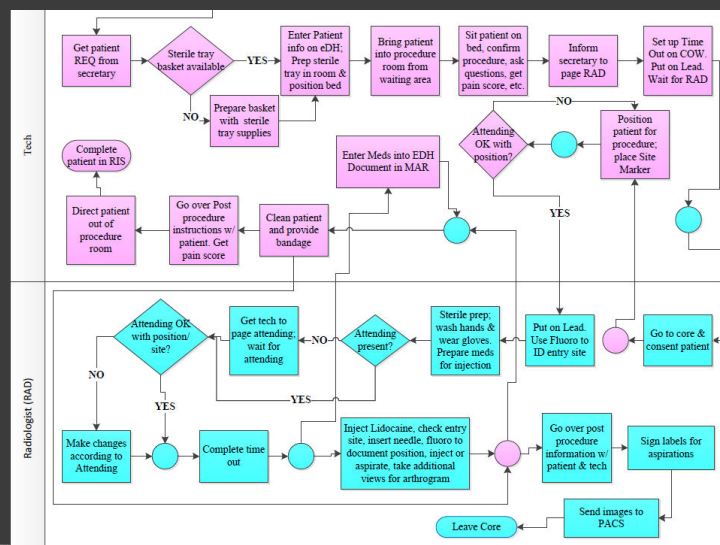 Tech
Get patient
REQ from
secretary
Sterile tray
basket available
YES
NO
Prepare basket
with sterile
tray supplies
Enter Patient
info on eDH;
Prep sterile
tray in room &
position bed
Bring patient
into procedure
room from
waiting area
Sit patient on
bed, confirm
procedure, ask
questions, get
pain score, etc.
Inform
secretary to
page RAD
Set up Time
Out on COW.
Put on Lead.
Wait for RAD
NO
Attending
OK with
position?
Position
patient for
procedure;
place Site
Marker
YES
Complete
patient in RIS
Enter Meds into EDH
Document in MAR
Direct patient
out of
procedure
room
Go over Post
procedure
instructions w/
patient. Get
pain score
Clean patient
and provide
bandage
Radiologist (RAD)
Attending OK
with position/
site?
Get tech to
page attending;
wait for
attending
NO
Attending
present?
Sterile prep;
wash hands &
wear gloves.
Prepare meds
for injection
Put on Lead.
Use Fluoro to
ID entry site
Go to core &
consent patient
NO
YES
YES
Make changes
according to
Attending
Complete time
out
Inject Lidocaine, check entry
site, insert needle, fluoro to
document position, inject or
aspirate, take additional
views for arthrogram
Go over post
procedure
information w/
patient & tech
Sign labels for
aspirations
Send images to
PACS
Leave Core